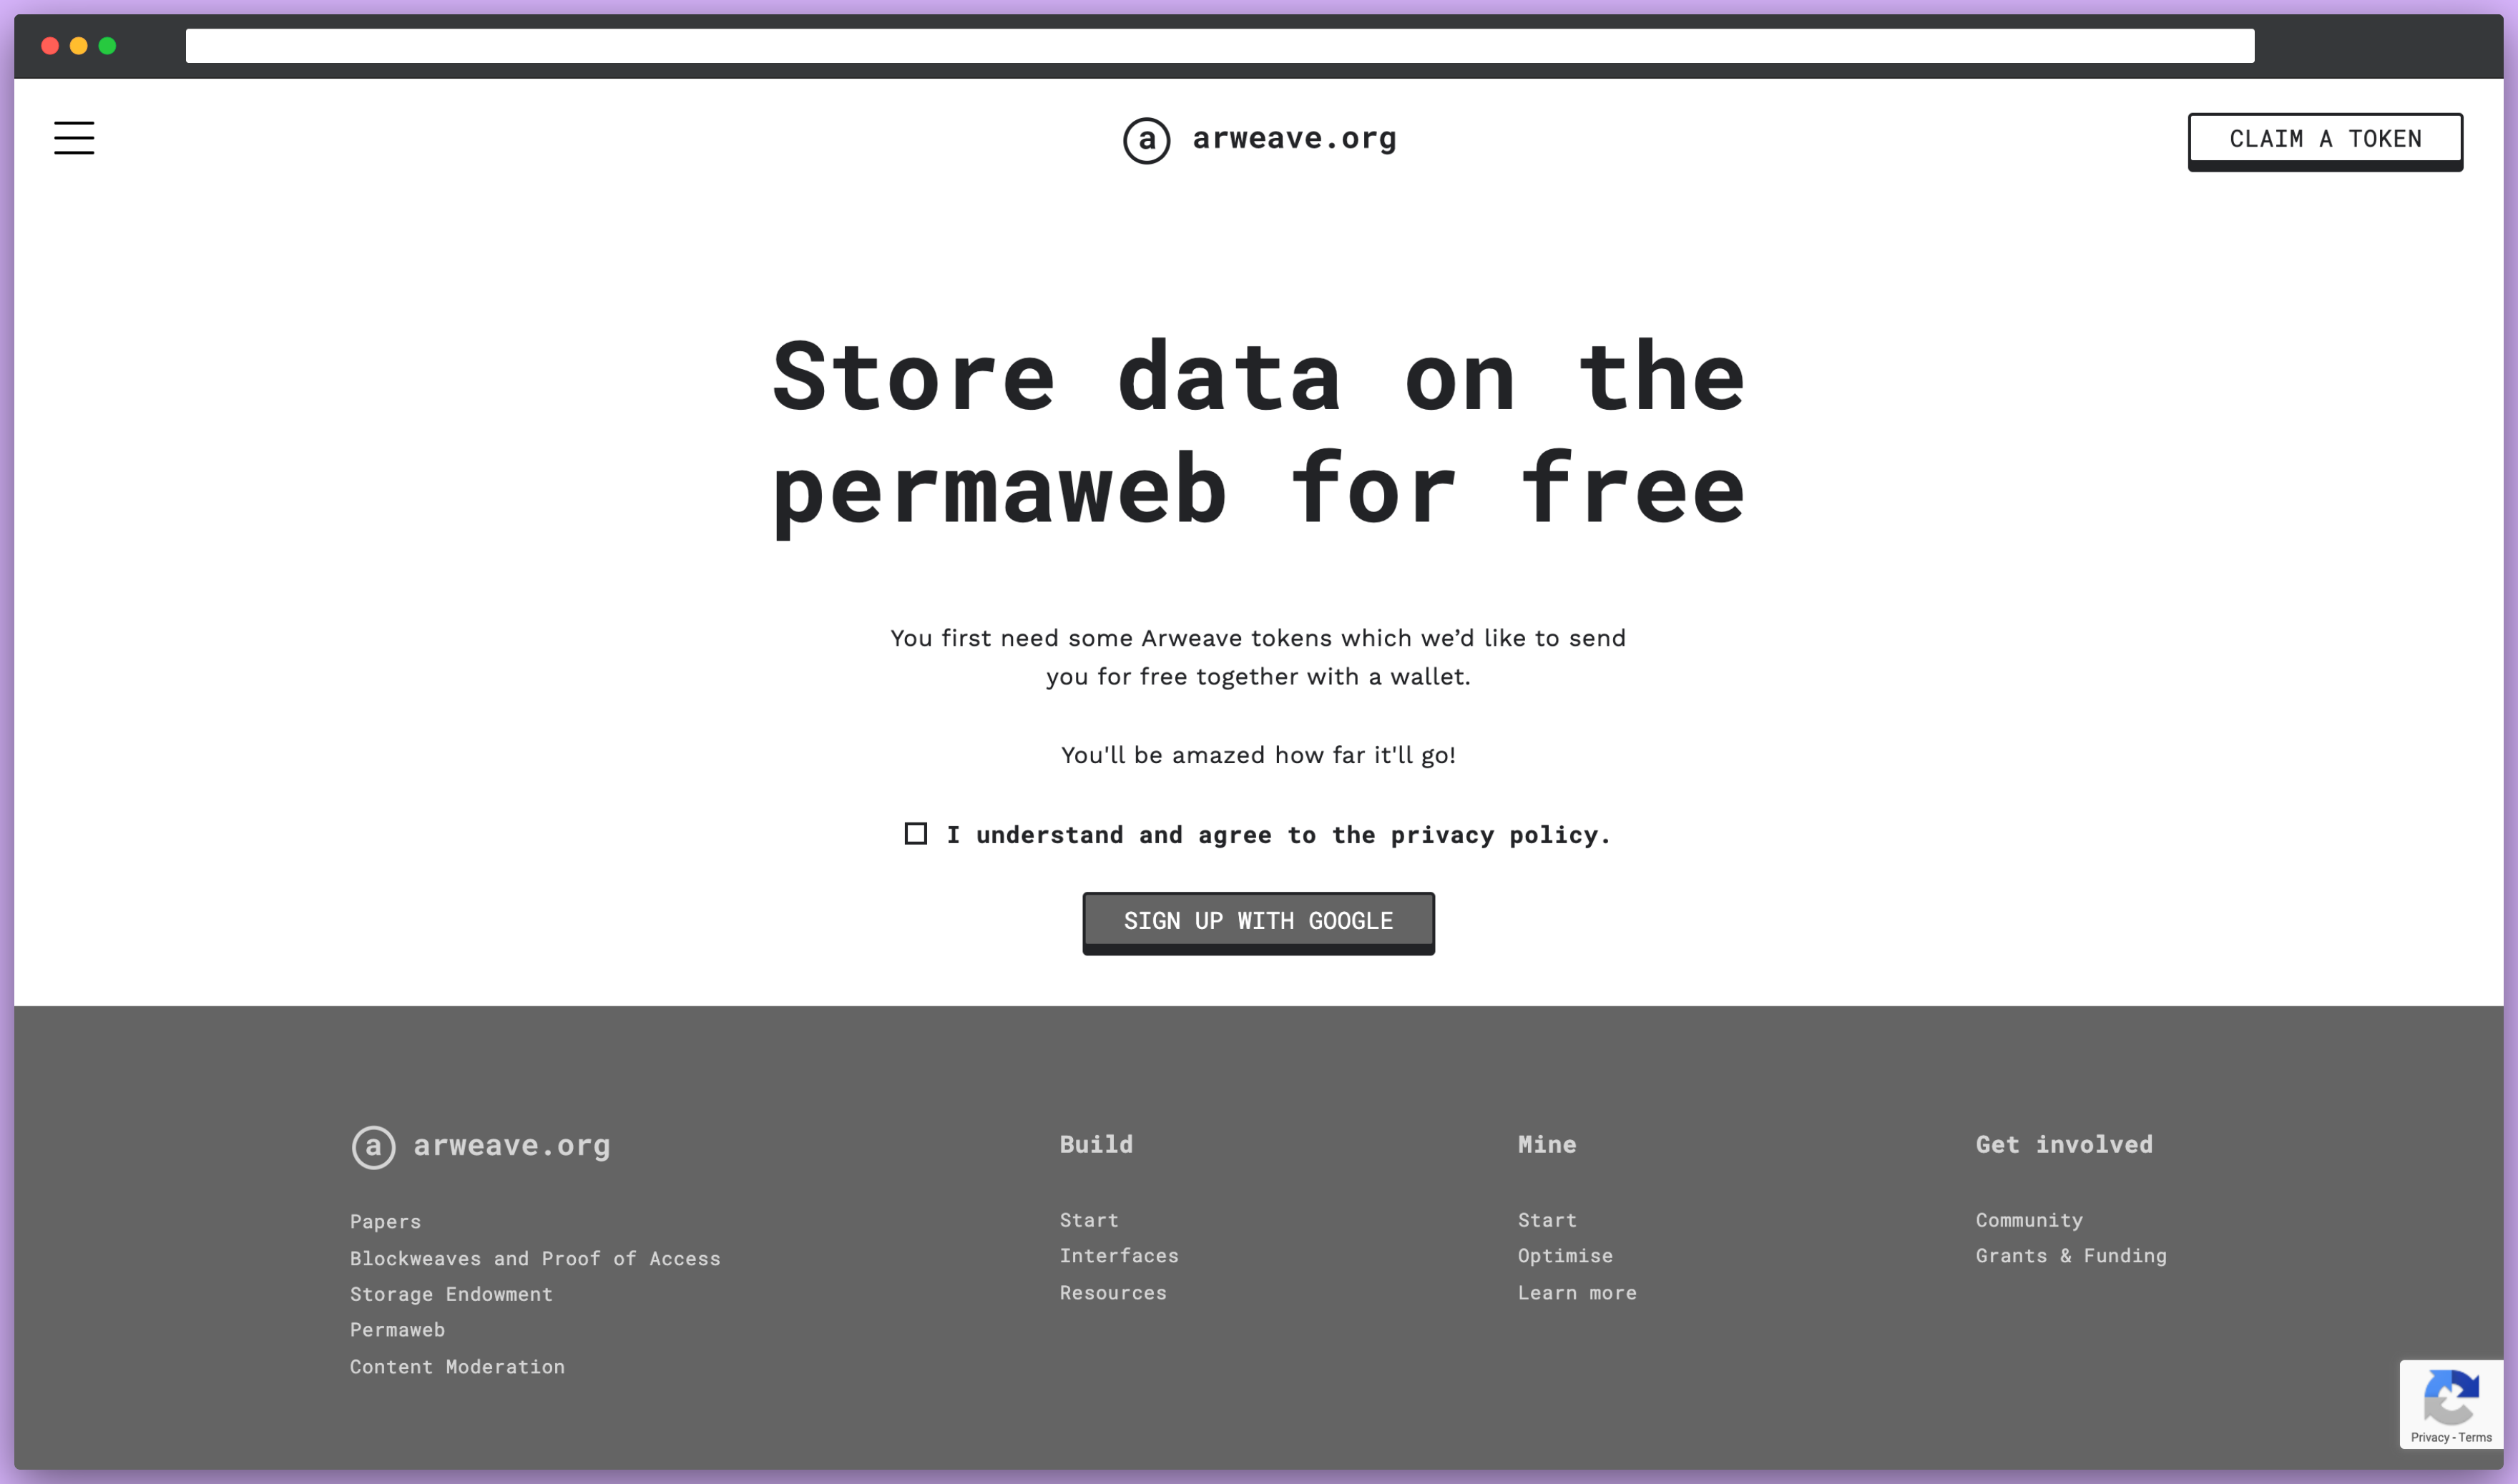 a arweave.org
CLAIM A TOKEN
Store data on the
permaweb for free
You first need some Arweave tokens which we’d like to send
you for free together with a wallet.
You'll be amazed how far it'll go!
I understand and agree to the privacy policy.
SIGN UP WITH GOOGLE
a arweave.org
Papers
Blockweaves and Proof of Access
Storage Endowment
Permaweb
Content Moderation
Build
Start
Interfaces
Resources
Mine
Start
Optimise
Learn more
Get involved
Community
Grants & Funding
Privacy - Terms